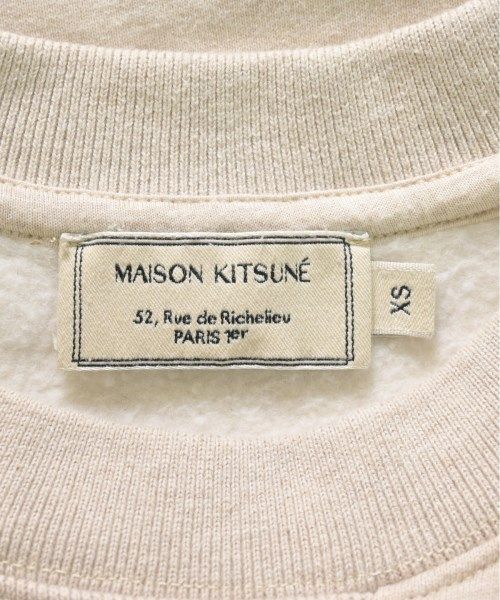 MAISON KITSUNÉ
52, Rue de Richelieu
PARIS 1er
XS